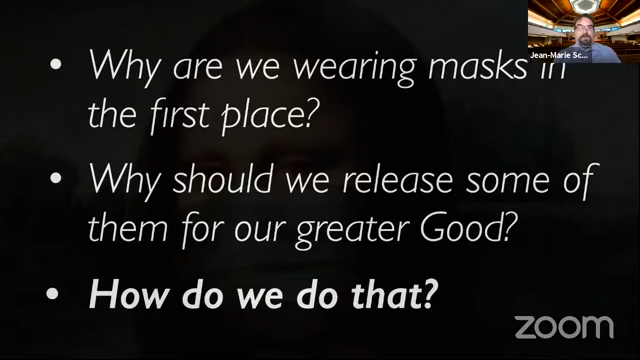 • Why are we wearing masks in
the first place?
• Why should we release some of
them for our greater Good?
• How do we do that?
Jean-Marie Sc...
zoom